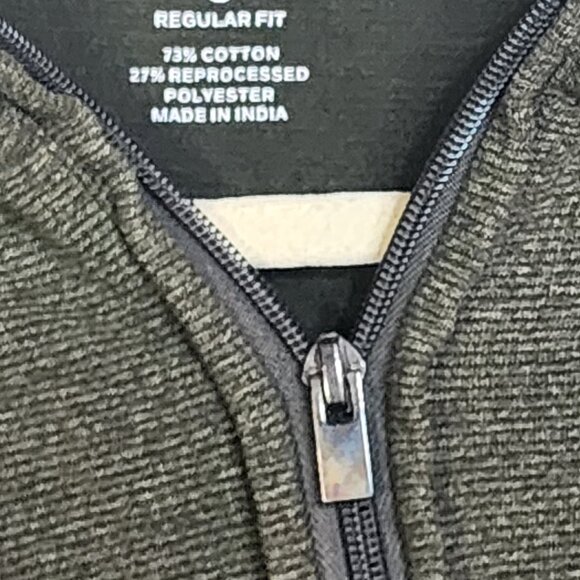 REGULAR FIT
73% COTTON
27% REPROCESSED
POLYESTER
MADE IN INDIA